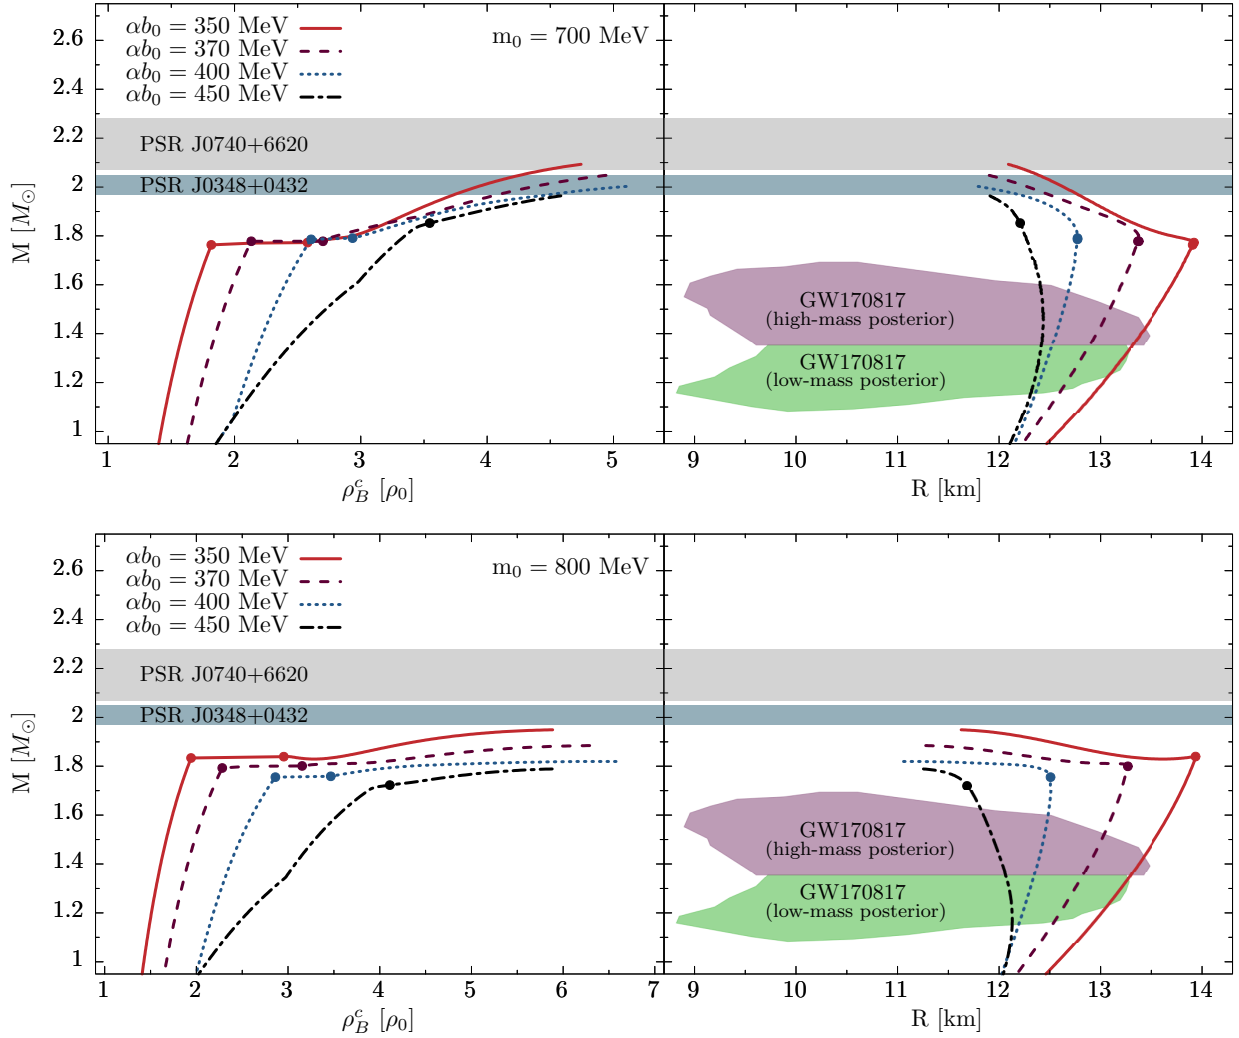 αb₀ = 350 MeV
αb₀ = 370 MeV
αb₀ = 400 MeV
αb₀ = 450 MeV
m₀ = 700 MeV
PSR J0740+6620
PSR J0348+0432
GW170817
(high-mass posterior)
GW170817
(low-mass posterior)
M [M⊙]
2.6
2.4
2.2
2
1.8
1.6
1.4
1.2
1
1 2 3 4 5
9 10 11 12 13 14
ρ_B^c [ρ₀]
R [km]
αb₀ = 350 MeV
αb₀ = 370 MeV
αb₀ = 400 MeV
αb₀ = 450 MeV
m₀ = 800 MeV
PSR J0740+6620
PSR J0348+0432
GW170817
(high-mass posterior)
GW170817
(low-mass posterior)
M [M⊙]
2.6
2.4
2.2
2
1.8
1.6
1.4
1.2
1
1 2 3 4 5 6 7
9 10 11 12 13 14
ρ_B^c [ρ₀]
R [km]